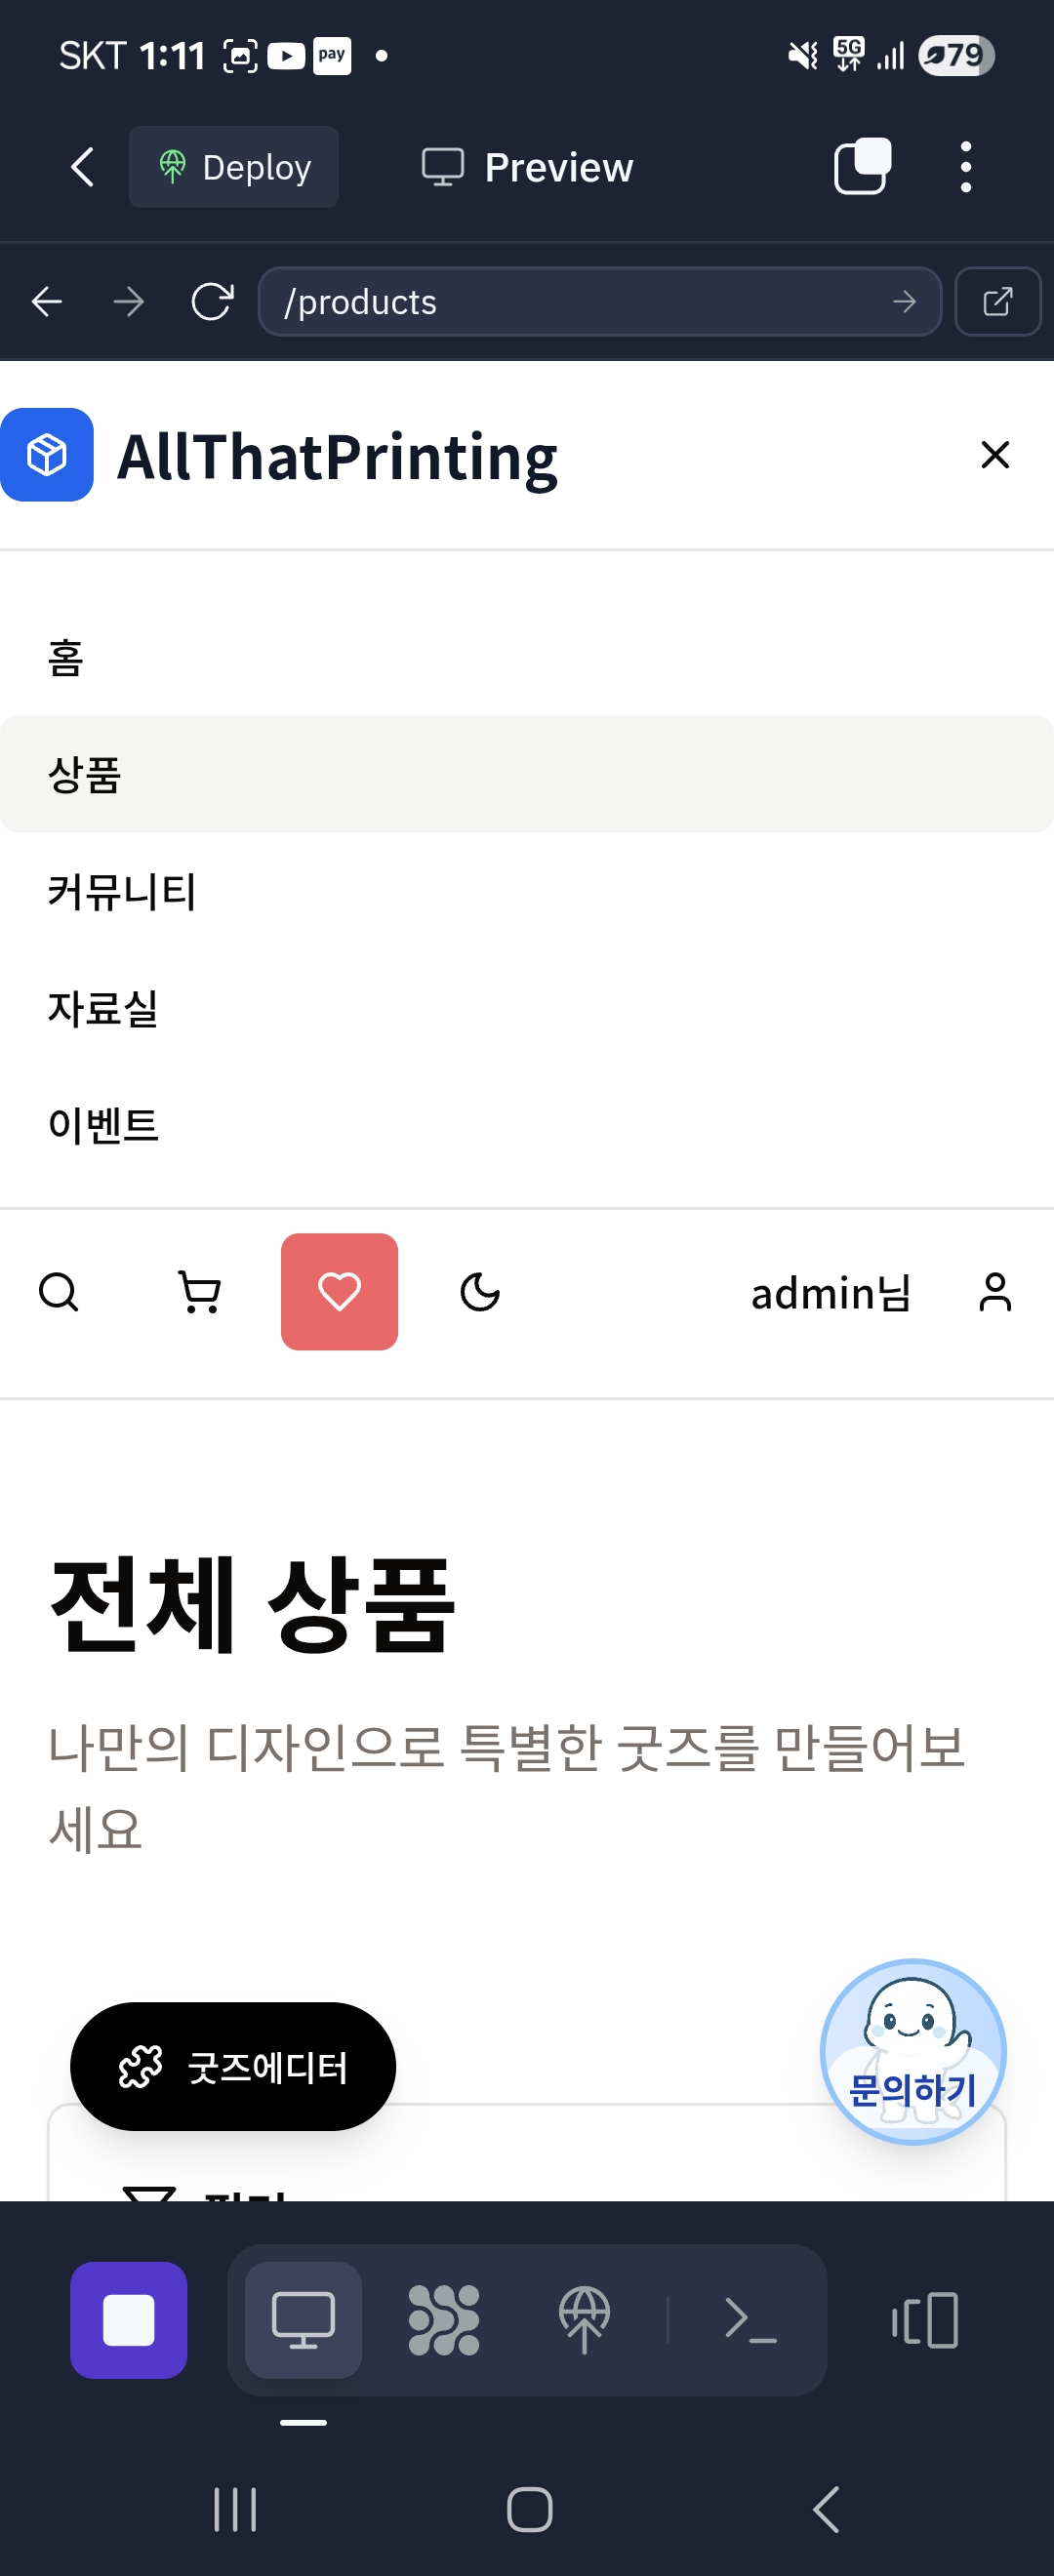 SKT 1:11 pay 5G 79
Deploy Preview
/products
AllThatPrinting
홈
상품
커뮤니티
자료실
이벤트
admin님
전체 상품
나만의 디자인으로 특별한 굿즈를 만들어보
세요
굿즈에디터
문의하기